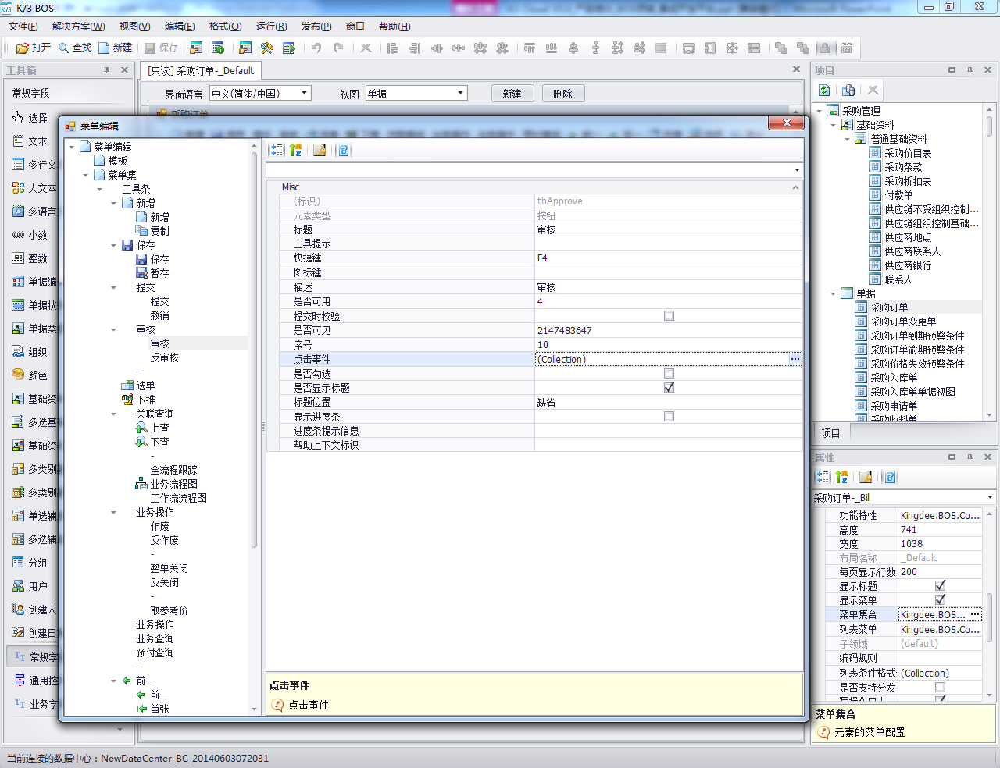 K/3 BOS
文件(F) 解决方案(W) 视图(V) 编辑(E) 格式(O) 运行(R) 发布(P) 窗口 帮助(H)
打开 查找 新建 保存
工具箱
常规字段
选择
文本
多行文
大文本
多语言
小数
整数
单据编
单据状
单据类
组织
颜色
基础资
多选基
基础资
多类别
多类别
单选辅
多选辅
分组
用户
创建人
创建日
常规字
通用控
业务字
[只读] 采购订单-_Default
界面语言 中文(简体/中国) 视图 单据 新建 删除
采购订单
菜单编辑
菜单编辑
模板
菜单集
工具条
新增
新增
复制
保存
保存
暂存
提交
提交
撤销
审核
审核
反审核
-
选单
下推
关联查询
上查
下查
-
全流程跟踪
业务流程图
工作流流程图
业务操作
作废
反作废
-
整单关闭
反关闭
-
取参考价
业务操作
业务查询
预付查询
-
前一
前一
首张
Misc
(标识) tbApprove
元素类型 按钮
标题 审核
工具提示
快捷键 F4
图标键
描述 审核
是否可用 4
提交时校验
是否可见 2147483647
序号 10
点击事件 (Collection) ...
是否勾选
是否显示标题
标题位置 缺省
显示进度条
进度条提示信息
帮助上下文标识
点击事件
点击事件
项目
采购管理
基础资料
普通基础资料
采购价目表
采购条款
采购折扣表
付款单
供应链不受组织控制...
供应链组织控制基础...
供应商地点
供应商联系人
供应商银行
联系人
单据
采购订单
采购订单变更单
采购订单到期预警条件
采购订单逾期预警条件
采购价格失效预警条件
采购入库单
采购入库单单据视图
采购申请单
采购收料单
项目
属性
采购订单-_Bill
功能特性 Kingdee.BOS.Co...
高度 741
宽度 1038
布局名称 _Default
每页显示行数 200
显示标题
显示菜单
菜单集合 Kingdee.BOS... ...
列表菜单 Kingdee.BOS.Co...
子领域 (default)
编码规则
列表条件格式 (Collection)
是否支持分发
菜单集合
元素的菜单配置
当前连接的数据中心：NewDataCenter_BC_20140603072031